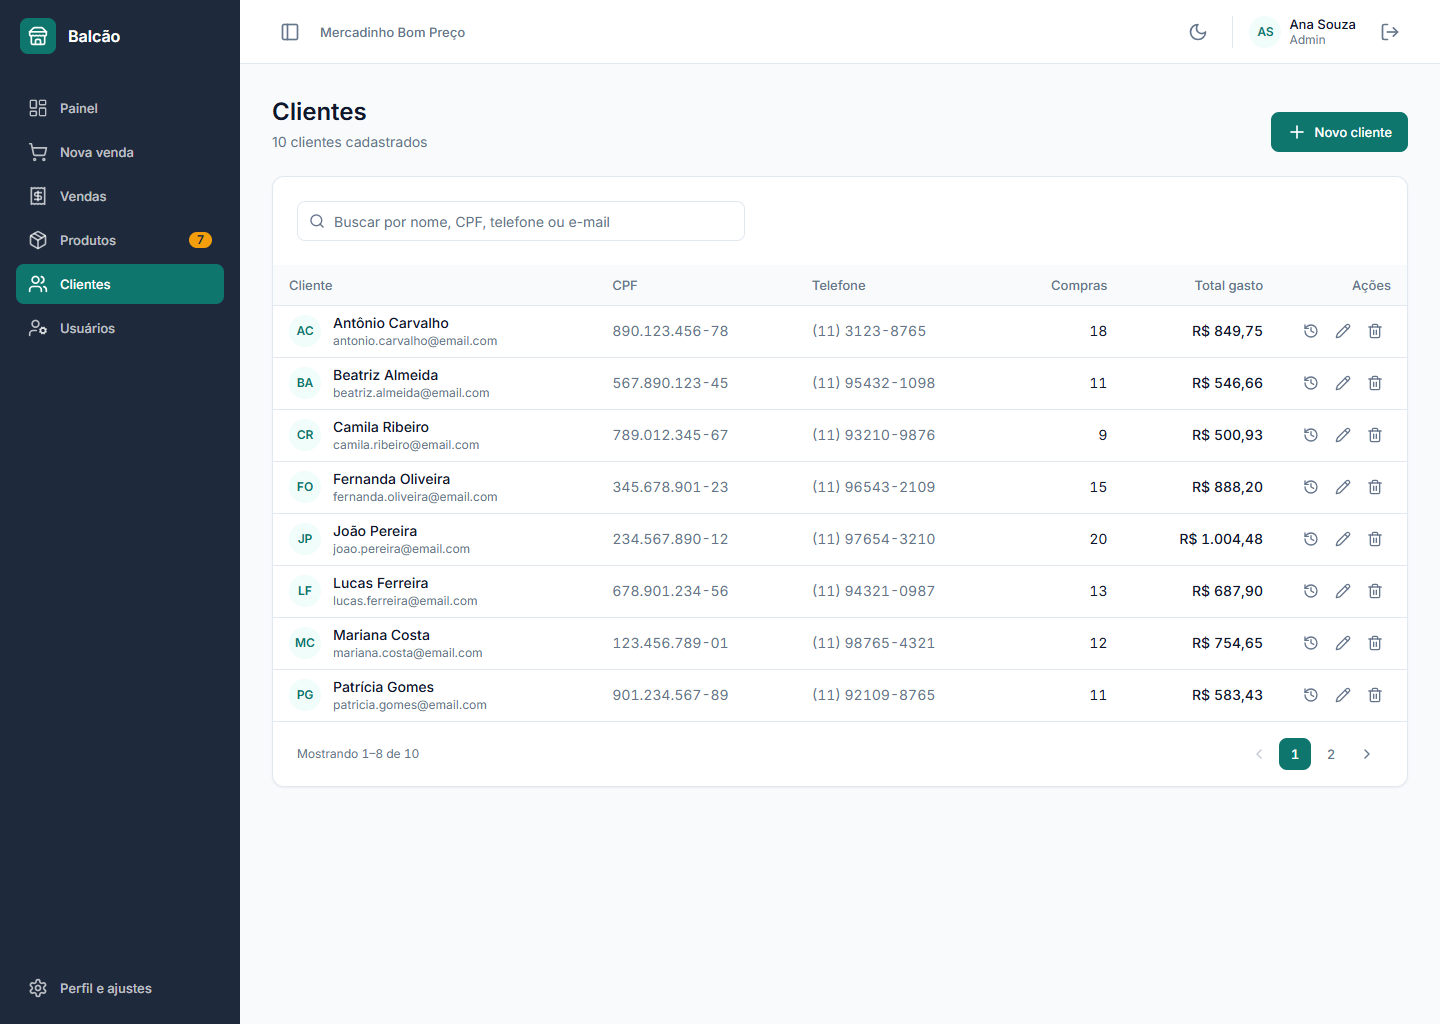 Balcão
Mercadinho Bom Preço
AS
Ana Souza
Admin
Painel
Nova venda
Vendas
Produtos 7
Clientes
Usuários
Perfil e ajustes
Clientes
10 clientes cadastrados
Novo cliente
Buscar por nome, CPF, telefone ou e-mail
Cliente CPF Telefone Compras Total gasto Ações
AC Antônio Carvalho 890.123.456-78 (11) 3123-8765 18 R$ 849,75
antonio.carvalho@email.com
BA Beatriz Almeida 567.890.123-45 (11) 95432-1098 11 R$ 546,66
beatriz.almeida@email.com
CR Camila Ribeiro 789.012.345-67 (11) 93210-9876 9 R$ 500,93
camila.ribeiro@email.com
FO Fernanda Oliveira 345.678.901-23 (11) 96543-2109 15 R$ 888,20
fernanda.oliveira@email.com
JP João Pereira 234.567.890-12 (11) 97654-3210 20 R$ 1.004,48
joao.pereira@email.com
LF Lucas Ferreira 678.901.234-56 (11) 94321-0987 13 R$ 687,90
lucas.ferreira@email.com
MC Mariana Costa 123.456.789-01 (11) 98765-4321 12 R$ 754,65
mariana.costa@email.com
PG Patrícia Gomes 901.234.567-89 (11) 92109-8765 11 R$ 583,43
patricia.gomes@email.com
Mostrando 1–8 de 10
1 2